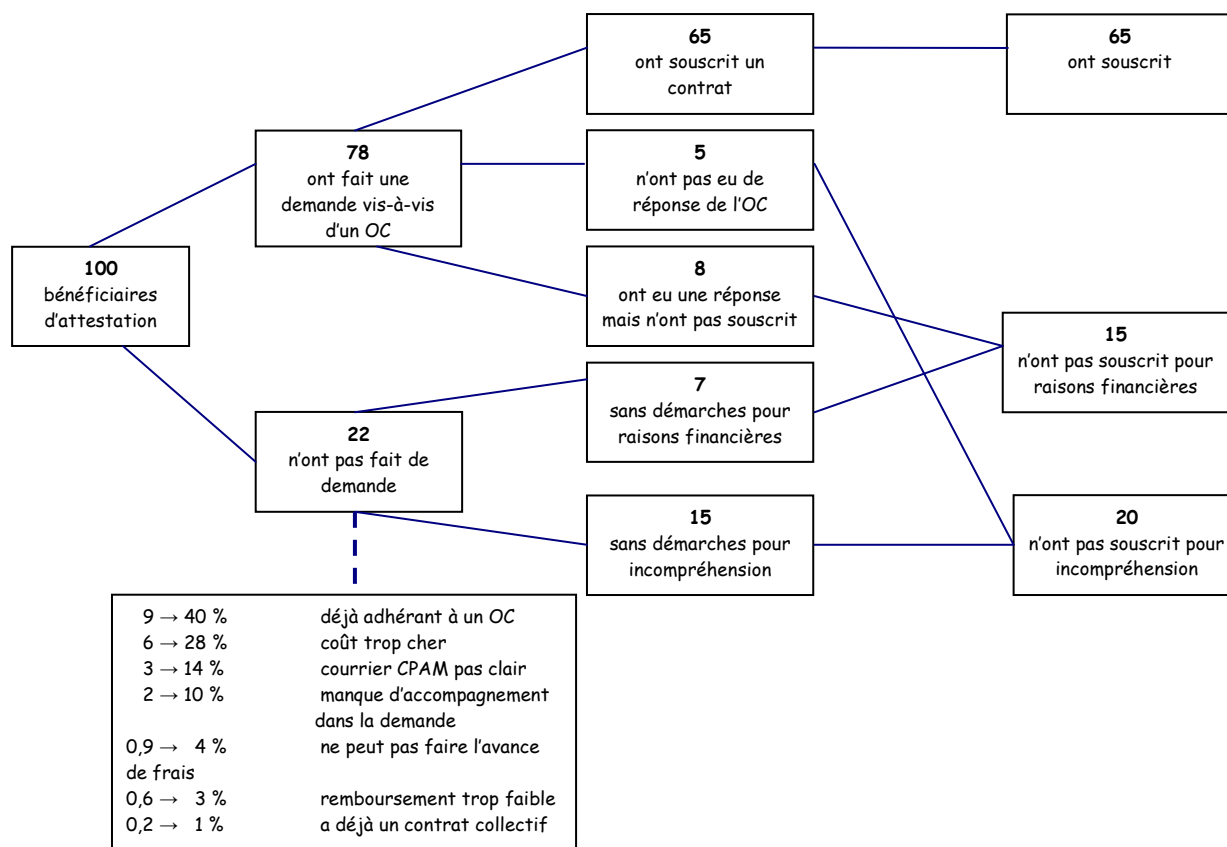 65
ont souscrit un
contrat
65
ont souscrit
78
ont fait une
demande vis-à-vis
d'un OC
5
n'ont pas eu de
réponse de l'OC
100
bénéficiaires
d'attestation
8
ont eu une réponse
mais n'ont pas souscrit
15
n'ont pas souscrit pour
raisons financières
7
sans démarches pour
raisons financières
22
n'ont pas fait de
demande
15
sans démarches pour
incompréhension
20
n'ont pas souscrit pour
incompréhension
9 → 40 % déjà adhérant à un OC
6 → 28 % coût trop cher
3 → 14 % courrier CPAM pas clair
2 → 10 % manque d'accompagnement
dans la demande
0,9 → 4 % ne peut pas faire l'avance
de frais
0,6 → 3 % remboursement trop faible
0,2 → 1 % a déjà un contrat collectif